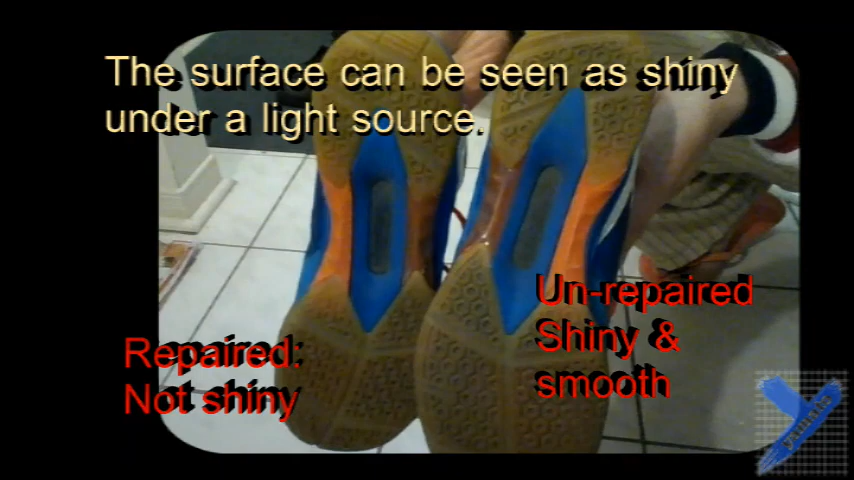 The surface can be seen as shiny
under a light source.
Un-repaired
Shiny &
smooth
Repaired:
Not shiny